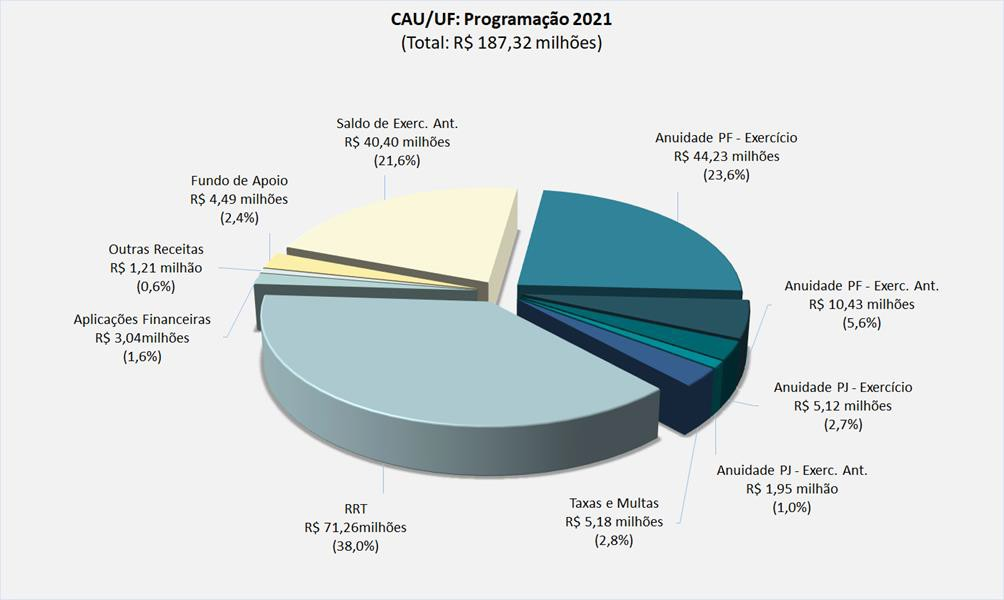 CAU/UF: Programação 2021
(Total: R$ 187,32 milhões)
Saldo de Exerc. Ant.
R$ 40,40 milhões
(21,6%)
Anuidade PF - Exercício
R$ 44,23 milhões
(23,6%)
Fundo de Apoio
R$ 4,49 milhões
(2,4%)
Outras Receitas
R$ 1,21 milhão
(0,6%)
Anuidade PF - Exerc. Ant.
R$ 10,43 milhões
(5,6%)
Aplicações Financeiras
R$ 3,04milhões
(1,6%)
Anuidade PJ - Exercício
R$ 5,12 milhões
(2,7%)
Anuidade PJ - Exerc. Ant.
R$ 1,95 milhão
(1,0%)
RRT
R$ 71,26milhões
(38,0%)
Taxas e Multas
R$ 5,18 milhões
(2,8%)